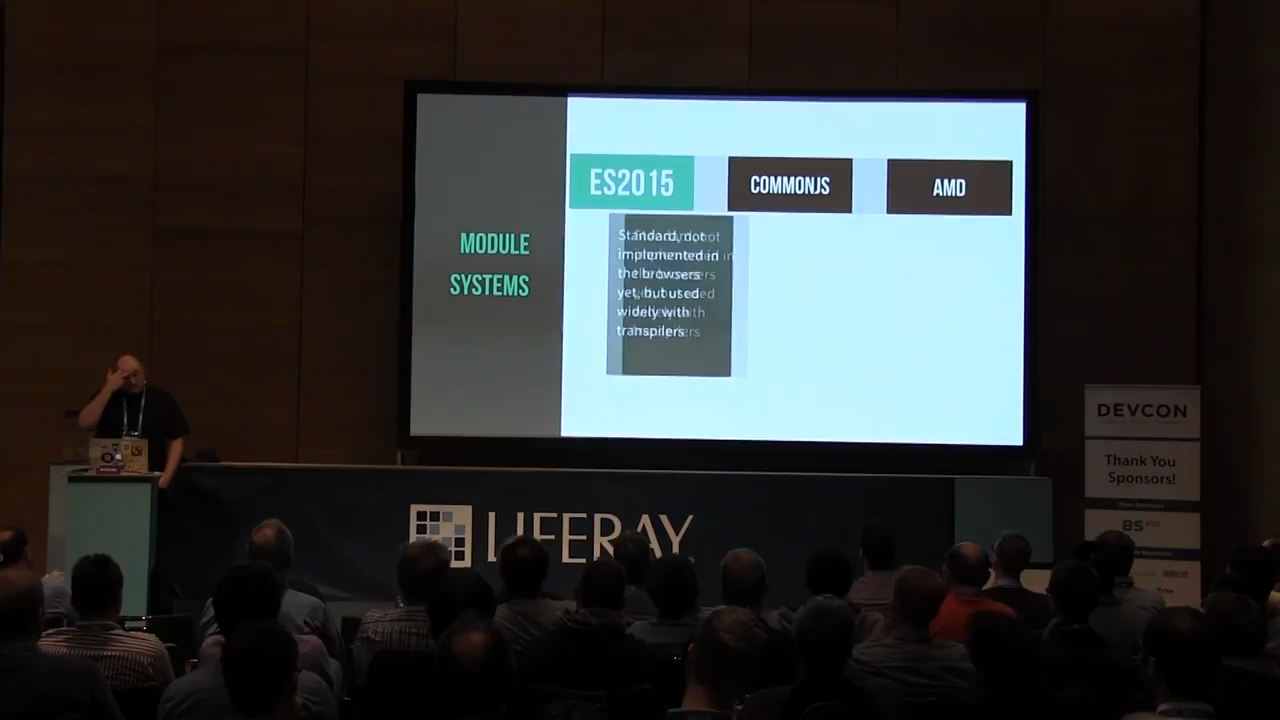 MODULE
SYSTEMS
ES2015
COMMONJS
AMD
Standard, not
implemented in
the browsers
yet, but used
widely with
transpilers
LIFERAY
DEVCON
Thank You
Sponsors!
BS